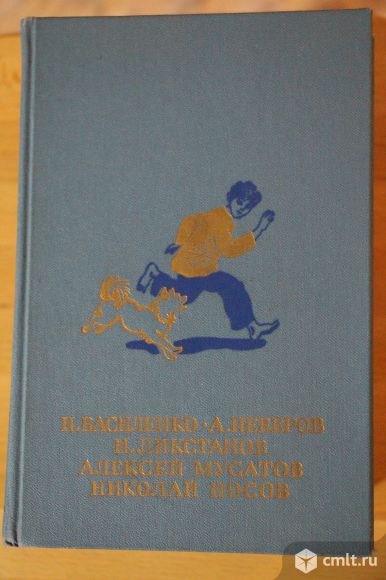 И.ВАСИЛЕНКО·А.НЕВЕРОВ
И.ЛИКСТАНОВ
АЛЕКСЕЙ МУСАТОВ
НИКОЛАЙ НОСОВ
cmlt.ru